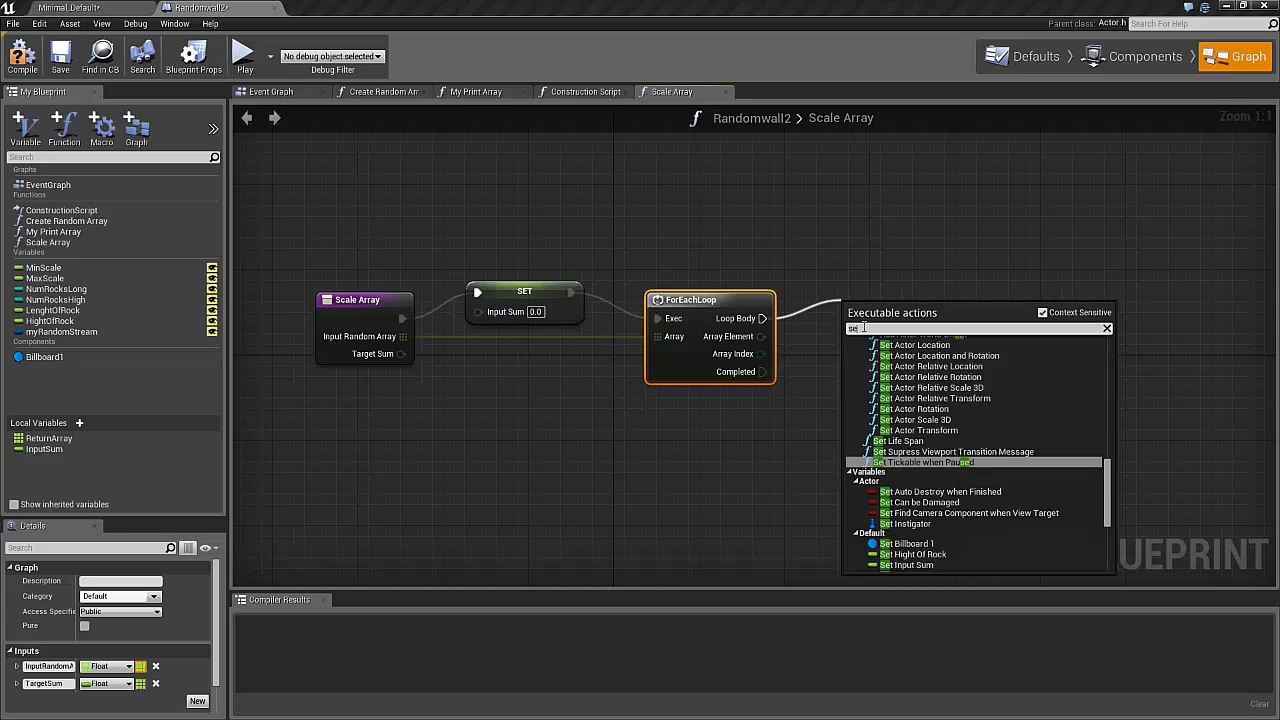 Minimal_Default*
Randomwall2*
File Edit Asset View Debug Window Help
Parent class: Actor.h
Search For Help
Compile Save Find in CB Search Blueprint Props Play
No debug object selected
Debug Filter
Defaults Components Graph
My Blueprint
Event Graph Create Random Arr My Print Array Construction Script Scale Array
Variable Function Macro Graph
Randomwall2 > Scale Array
Zoom 1:1
Search
Graphs
EventGraph
Functions
ConstructionScript
Create Random Array
My Print Array
Scale Array
Variables
MinScale
MaxScale
NumRocksLong
NumRocksHigh
LenghtOfRock
HightOfRock
myRandomStream
Components
Billboard1
Local Variables
ReturnArray
InputSum
Show inherited variables
Details
Search
Graph
Description
Category Default
Access Specifie Public
Pure
Inputs
InputRandomA Float
TargetSum Float
New
Scale Array
Input Random Array
Target Sum
SET
Input Sum 0.0
ForEachLoop
Exec Loop Body
Array Array Element
Array Index
Completed
Executable actions
Context Sensitive
se
Set Actor Location
Set Actor Location and Rotation
Set Actor Relative Location
Set Actor Relative Rotation
Set Actor Relative Scale 3D
Set Actor Relative Transform
Set Actor Rotation
Set Actor Scale 3D
Set Actor Transform
Set Life Span
Set Supress Viewport Transition Message
Set Tickable when Paused
Variables
Actor
Set Auto Destroy when Finished
Set Can be Damaged
Set Find Camera Component when View Target
Set Instigator
Default
Set Billboard 1
Set Hight Of Rock
Set Input Sum
UEPRINT
Compiler Results
Clear